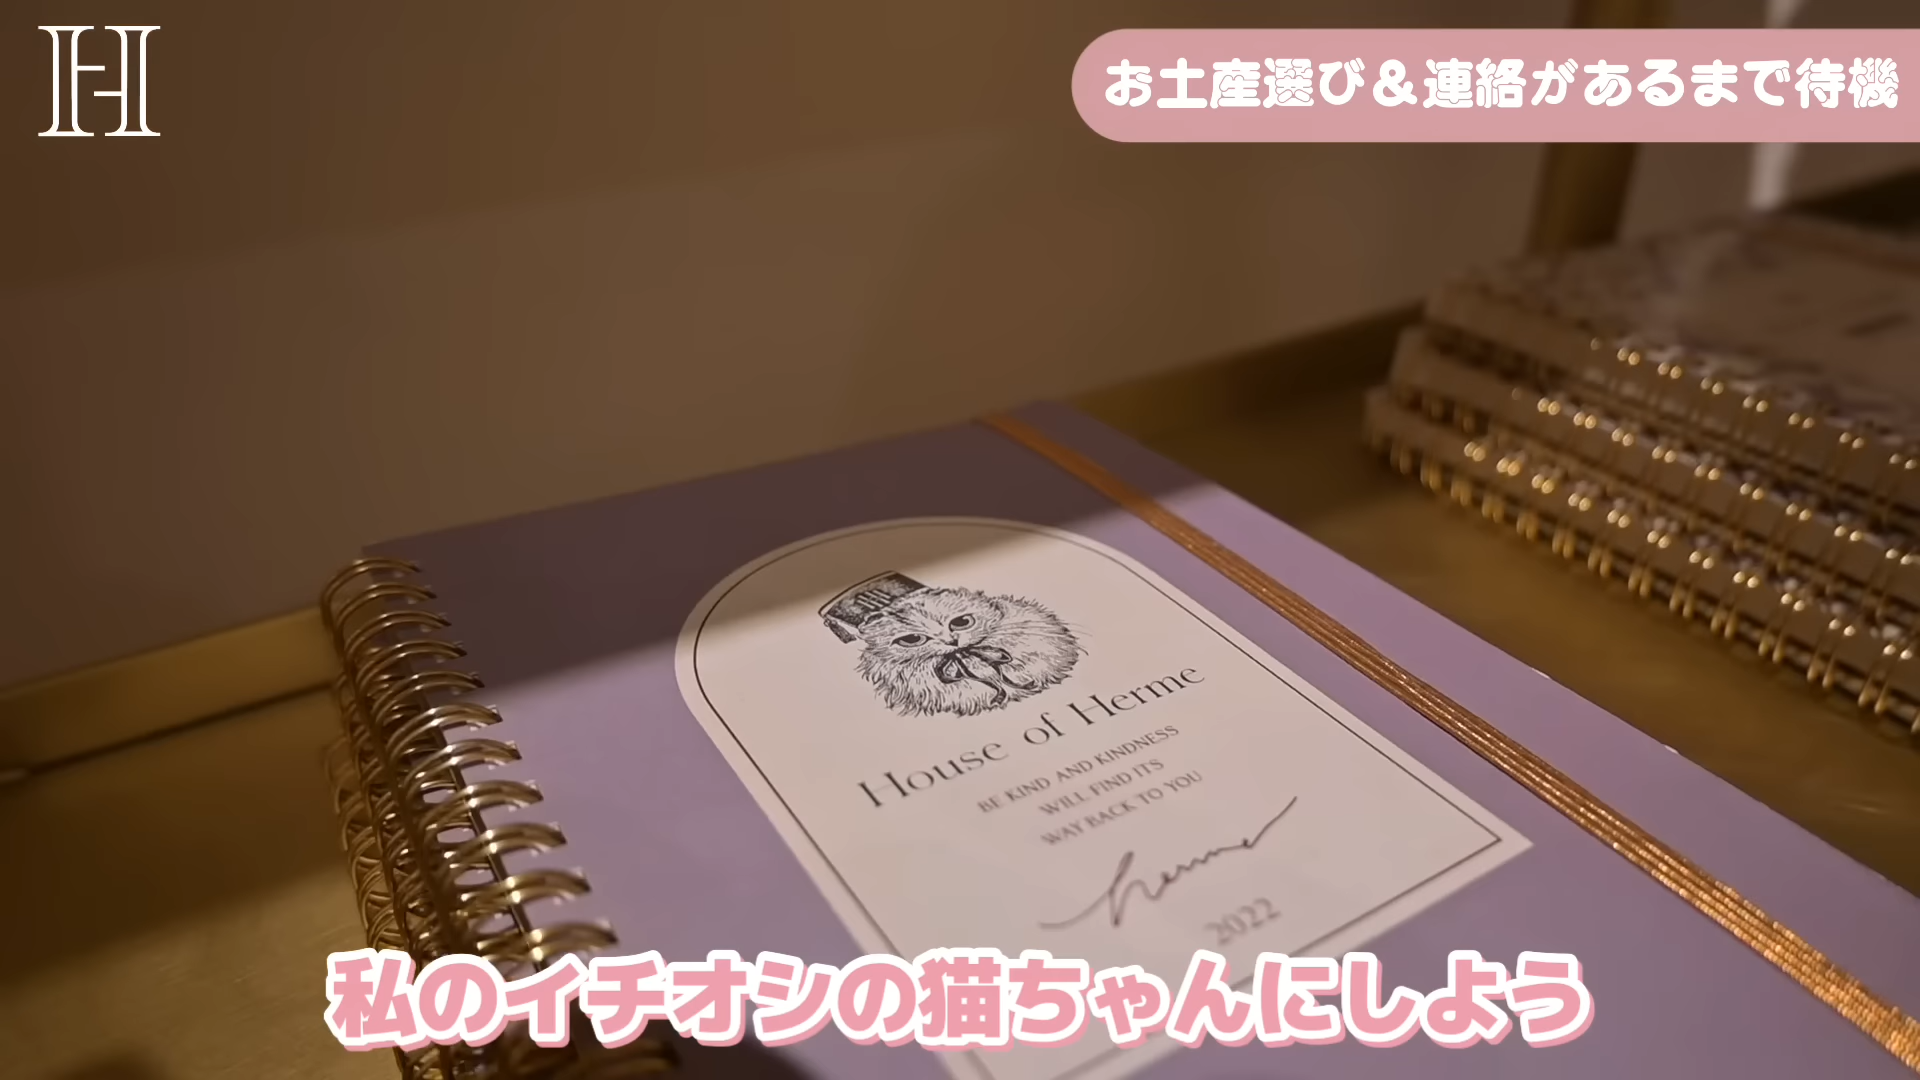 お土産選び&連絡があるまで待機
House of Herme
BE KIND AND KINDNESS
WILL FIND ITS
WAY BACK TO YOU
herme
2022
私のイチオシの猫ちゃんにしよう